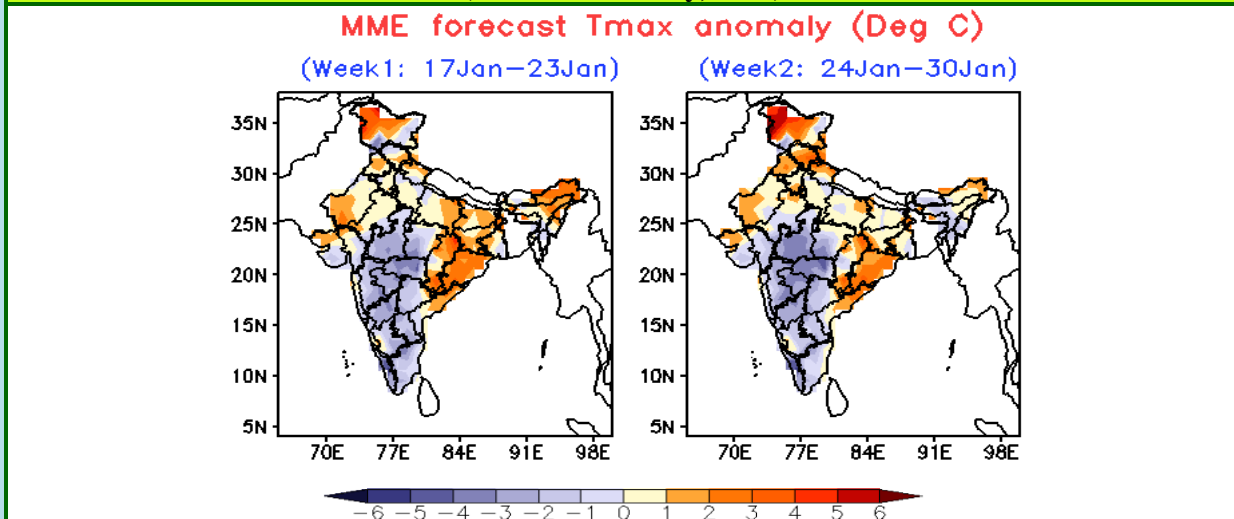 MME forecast Tmax anomaly (Deg C)
(Week1: 17Jan−23Jan) (Week2: 24Jan−30Jan)
35N 35N
30N 30N
25N 25N
20N 20N
15N 15N
10N 10N
5N 5N
70E 77E 84E 91E 98E 70E 77E 84E 91E 98E
−6 −5 −4 −3 −2 −1 0 1 2 3 4 5 6